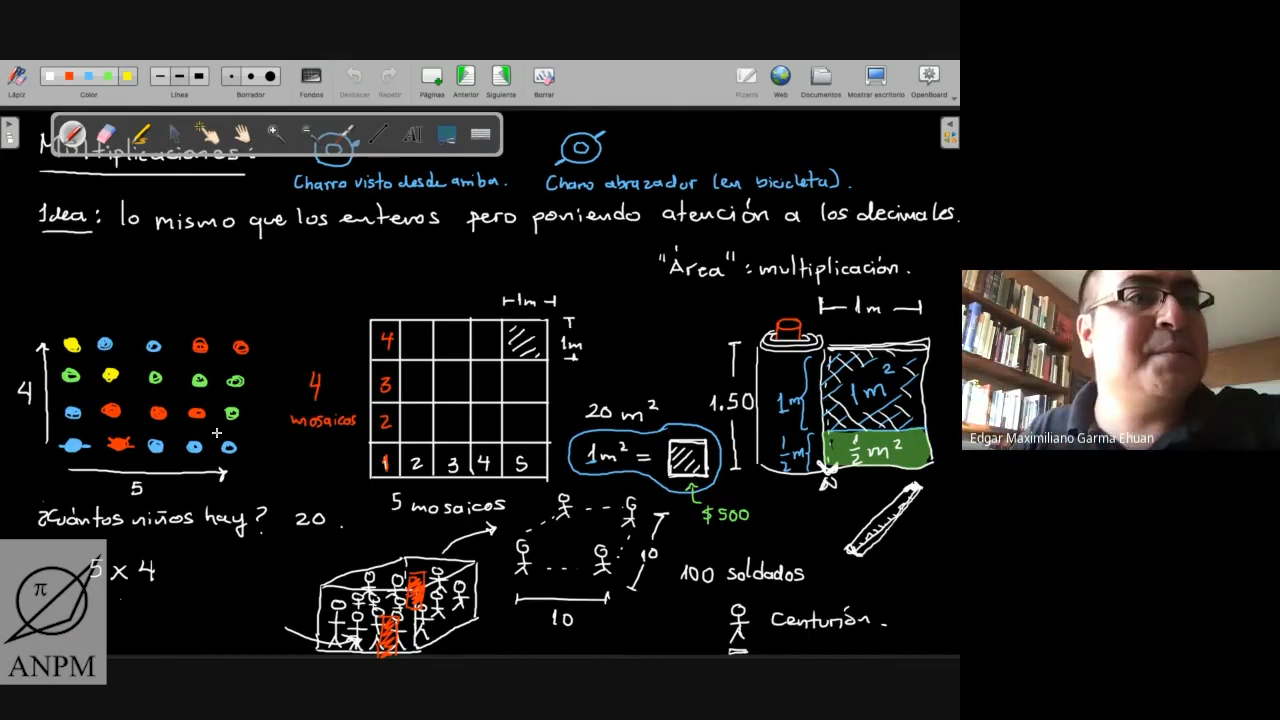 Lápiz Color Línea Borrador Fondos Deshacer Repetir Páginas Anterior Siguiente Borrar Pizarra Web Documentos Mostrar escritorio OpenBoard
Multiplicaciones:
Charro visto desde arriba. Charro abrazador (en bicicleta).
Idea: lo mismo que los enteros pero poniendo atención a los decimales.
"Área": multiplicación.
1m
1m
1m
4
4
3
2
1 2 3 4 5
4
mosaicos
5
5 mosaicos
20 m²
1m² =
$500
1.50
1m
½ m
1m²
½ m²
¿Cuántos niños hay? 20.
5 x 4
10
10
100 soldados
Centurión.
π
ANPM
Edgar Maximiliano Garma Ehuan